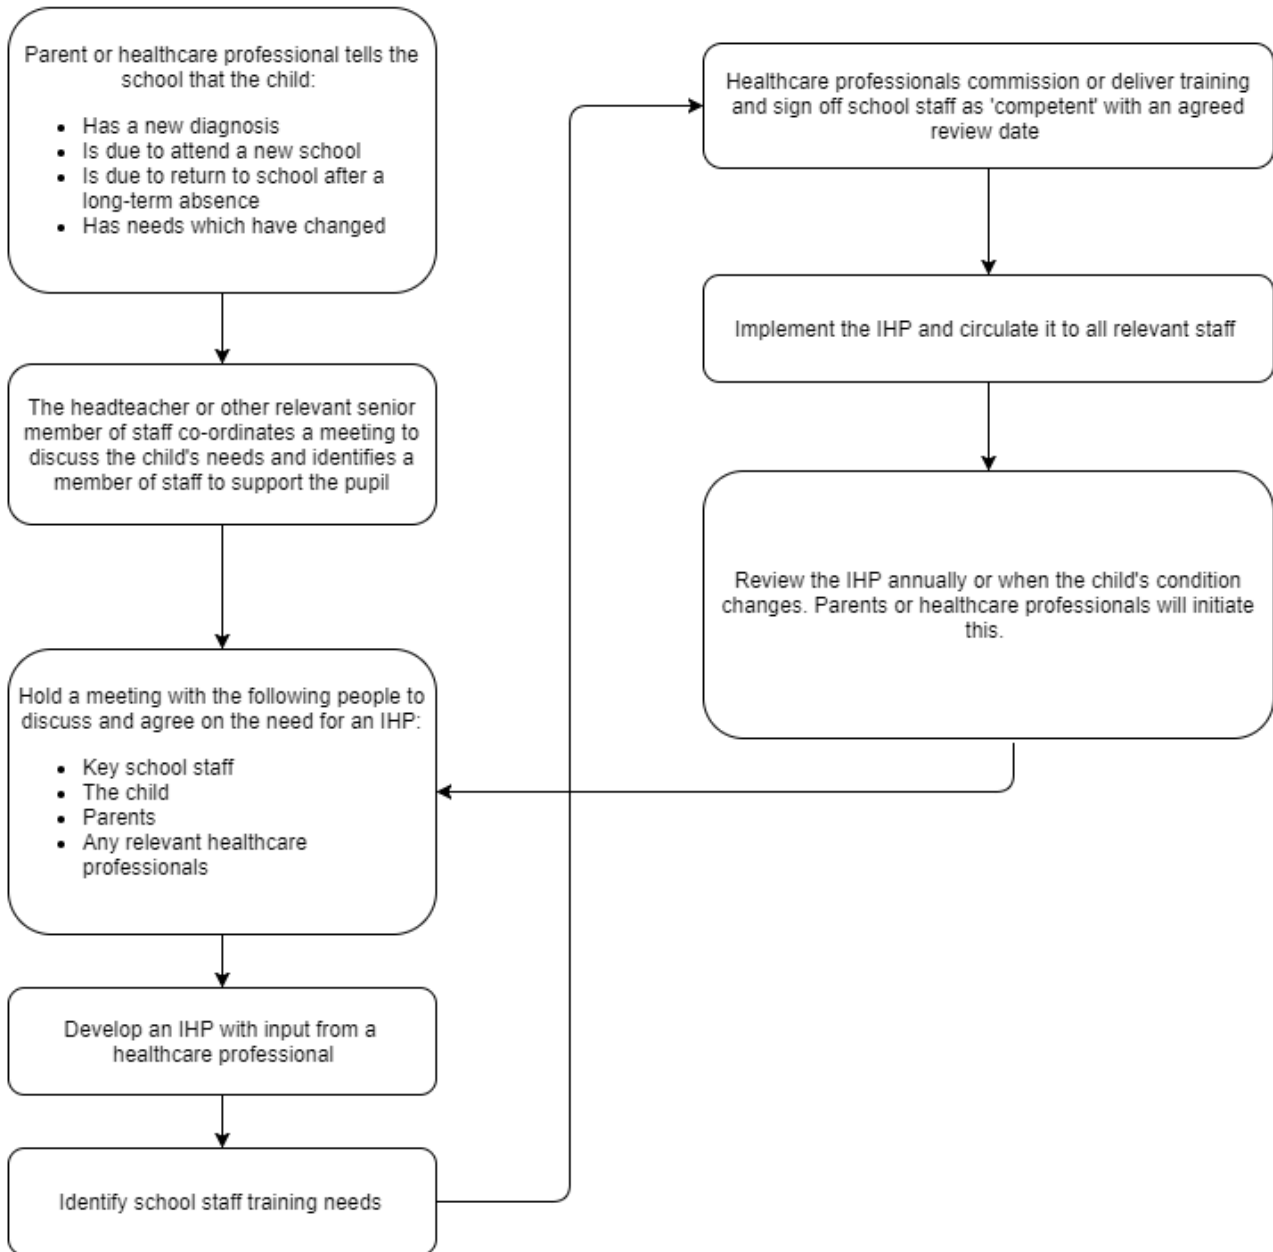 Parent or healthcare professional tells the
school that the child:
• Has a new diagnosis
• Is due to attend a new school
• Is due to return to school after a
long-term absence
• Has needs which have changed
The headteacher or other relevant senior
member of staff co-ordinates a meeting to
discuss the child's needs and identifies a
member of staff to support the pupil
Hold a meeting with the following people to
discuss and agree on the need for an IHP:
• Key school staff
• The child
• Parents
• Any relevant healthcare
professionals
Develop an IHP with input from a
healthcare professional
Identify school staff training needs
Healthcare professionals commission or deliver training
and sign off school staff as 'competent' with an agreed
review date
Implement the IHP and circulate it to all relevant staff
Review the IHP annually or when the child's condition
changes. Parents or healthcare professionals will initiate
this.